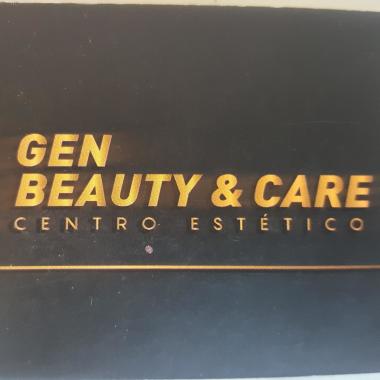 GEN
BEAUTY & CARE
CENTRO ESTÉTICO